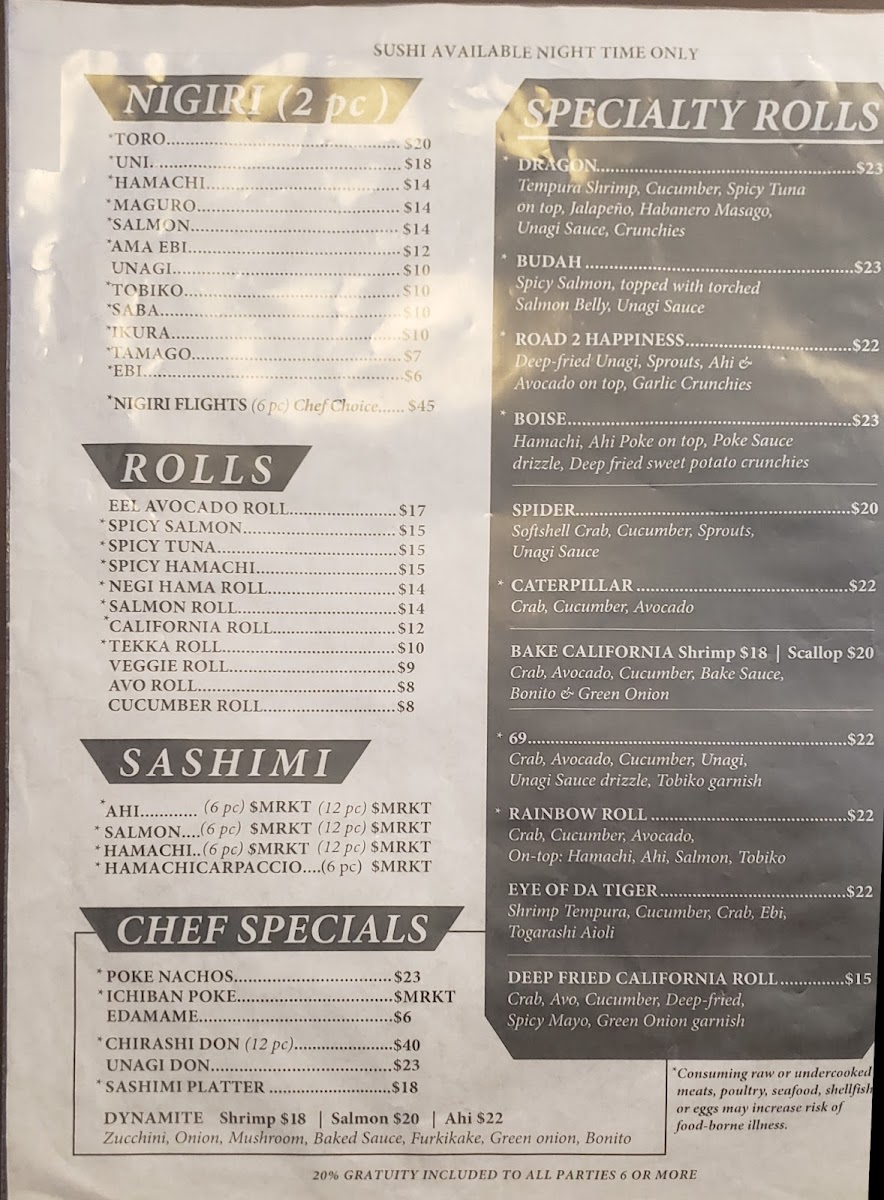 SUSHI AVAILABLE NIGHT TIME ONLY
NIGIRI (2 pc )
*TORO.................................................... $20
*UNI. ..................................................... $18
*HAMACHI.......................................... $14
*MAGURO............................................ $14
*SALMON.............................................. $14
*AMA EBI.............................................. $12
UNAGI.................................................. $10
*TOBIKO................................................ $10
*SABA.................................................... $10
*IKURA.................................................. $10
*TAMAGO.............................................. $7
*EBI........................................................ $6
*NIGIRI FLIGHTS (6 pc) Chef Choice...... $45
ROLLS
EEL AVOCADO ROLL........................$17
*SPICY SALMON..................................$15
*SPICY TUNA........................................$15
*SPICY HAMACHI................................$15
*NEGI HAMA ROLL.............................$14
*SALMON ROLL...................................$14
*CALIFORNIA ROLL............................$12
*TEKKA ROLL......................................$10
VEGGIE ROLL.....................................$9
AVO ROLL............................................$8
CUCUMBER ROLL..............................$8
SASHIMI
*AHI............ (6 pc) $MRKT (12 pc) $MRKT
*SALMON....(6 pc) $MRKT (12 pc) $MRKT
*HAMACHI..(6 pc) $MRKT (12 pc) $MRKT
*HAMACHICARPACCIO....(6 pc) $MRKT
CHEF SPECIALS
*POKE NACHOS...................................$23
*ICHIBAN POKE..................................$MRKT
EDAMAME...........................................$6
*CHIRASHI DON (12 pc)........................$40
UNAGI DON.........................................$23
*SASHIMI PLATTER ............................$18
DYNAMITE Shrimp $18 | Salmon $20 | Ahi $22
Zucchini, Onion, Mushroom, Baked Sauce, Furkikake, Green onion, Bonito
SPECIALTY ROLLS
* DRAGON......................................................$23
Tempura Shrimp, Cucumber, Spicy Tuna
on top, Jalapeño, Habanero Masago,
Unagi Sauce, Crunchies
* BUDAH .........................................................$23
Spicy Salmon, topped with torched
Salmon Belly, Unagi Sauce
* ROAD 2 HAPPINESS...................................$22
Deep-fried Unagi, Sprouts, Ahi &
Avocado on top, Garlic Crunchies
* BOISE............................................................$23
Hamachi, Ahi Poke on top, Poke Sauce
drizzle, Deep fried sweet potato crunchies
SPIDER...........................................................$20
Softshell Crab, Cucumber, Sprouts,
Unagi Sauce
* CATERPILLAR .............................................$22
Crab, Cucumber, Avocado
BAKE CALIFORNIA Shrimp $18 | Scallop $20
Crab, Avocado, Cucumber, Bake Sauce,
Bonito & Green Onion
* 69...................................................................$22
Crab, Avocado, Cucumber, Unagi,
Unagi Sauce drizzle, Tobiko garnish
* RAINBOW ROLL ..........................................$22
Crab, Cucumber, Avocado,
On-top: Hamachi, Ahi, Salmon, Tobiko
EYE OF DA TIGER.........................................$22
Shrimp Tempura, Cucumber, Crab, Ebi,
Togarashi Aioli
DEEP FRIED CALIFORNIA ROLL.............$15
Crab, Avo, Cucumber, Deep-fried,
Spicy Mayo, Green Onion garnish
*Consuming raw or undercooked
meats, poultry, seafood, shellfish
or eggs may increase risk of
food-borne illness.
20% GRATUITY INCLUDED TO ALL PARTIES 6 OR MORE